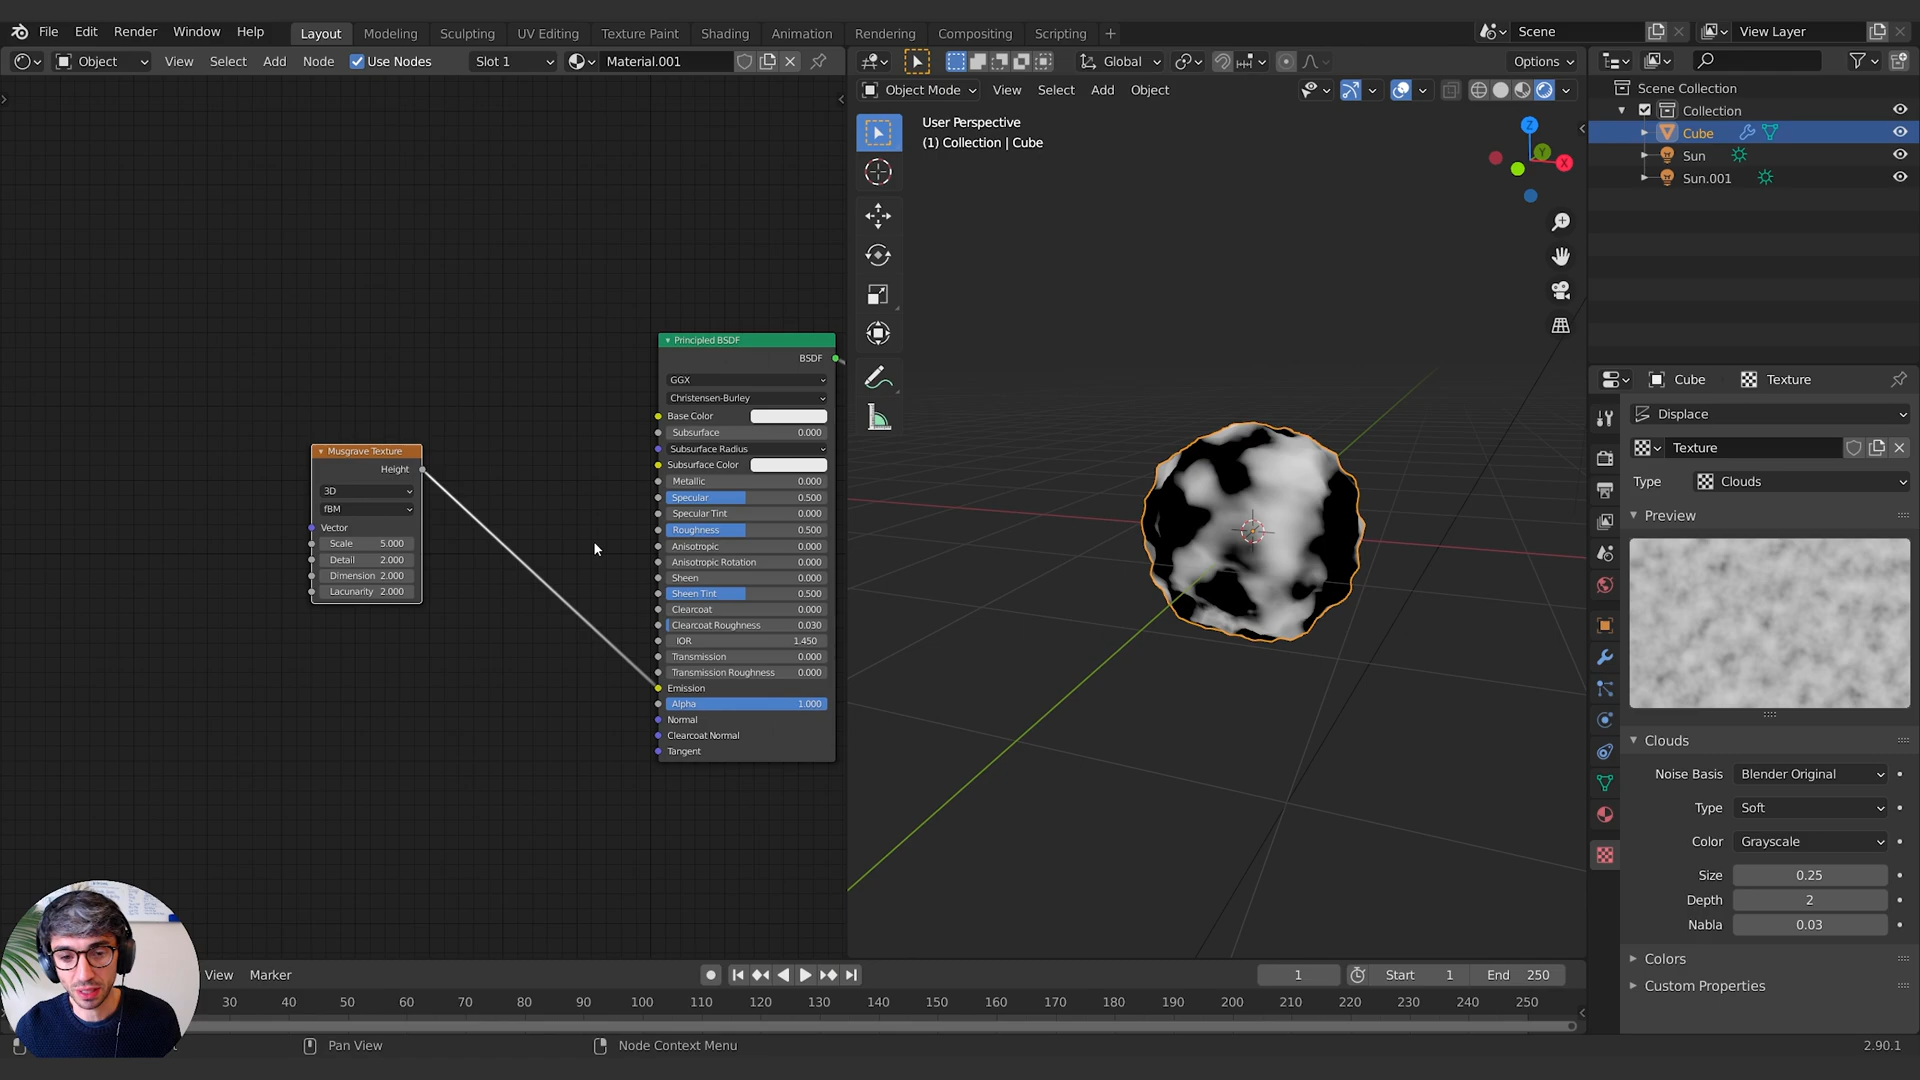 File Edit Render Window Help Layout Modeling Sculpting UV Editing Texture Paint Shading Animation Rendering Compositing Scripting + Scene View Layer
Object View Select Add Node Use Nodes Slot 1 Material.001 Global Options
Object Mode View Select Add Object
User Perspective
(1) Collection | Cube
Z
Y
X
Scene Collection
Collection
Cube
Sun
Sun.001
Principled BSDF
BSDF
GGX
Christensen-Burley
Base Color
Subsurface 0.000
Subsurface Radius
Subsurface Color
Metallic 0.000
Specular 0.500
Specular Tint 0.000
Roughness 0.500
Anisotropic 0.000
Anisotropic Rotation 0.000
Sheen 0.000
Sheen Tint 0.500
Clearcoat 0.000
Clearcoat Roughness 0.030
IOR 1.450
Transmission 0.000
Transmission Roughness 0.000
Emission
Alpha 1.000
Normal
Clearcoat Normal
Tangent
Musgrave Texture
Height
3D
fBM
Vector
Scale 5.000
Detail 2.000
Dimension 2.000
Lacunarity 2.000
Cube Texture
Displace
Texture
Type Clouds
Preview
Clouds
Noise Basis Blender Original
Type Soft
Color Grayscale
Size 0.25
Depth 2
Nabla 0.03
Colors
Custom Properties
View Marker 1 Start 1 End 250
30 40 50 60 70 80 90 100 110 120 130 140 150 160 170 180 190 200 210 220 230 240 250
Pan View Node Context Menu 2.90.1